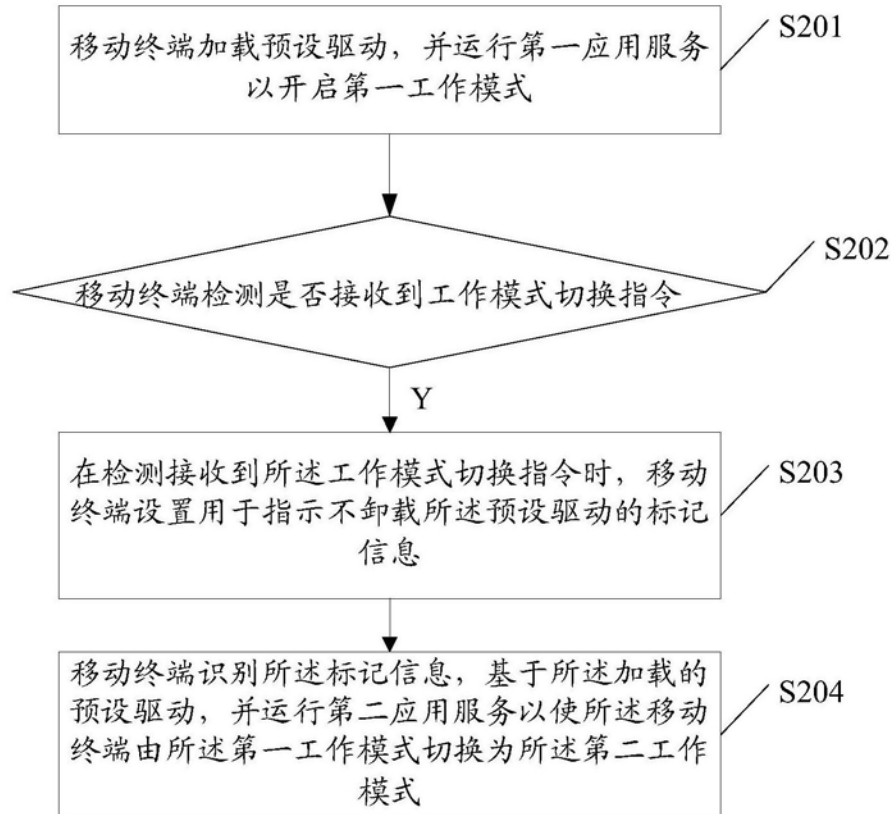 移动终端加载预设驱动，并运行第一应用服务
以开启第一工作模式
S201
移动终端检测是否接收到工作模式切换指令
S202
Y
在检测接收到所述工作模式切换指令时，移动
终端设置用于指示不卸载所述预设驱动的标记
信息
S203
移动终端识别所述标记信息，基于所述加载的
预设驱动，并运行第二应用服务以使所述移动
终端由所述第一工作模式切换为所述第二工作
模式
S204